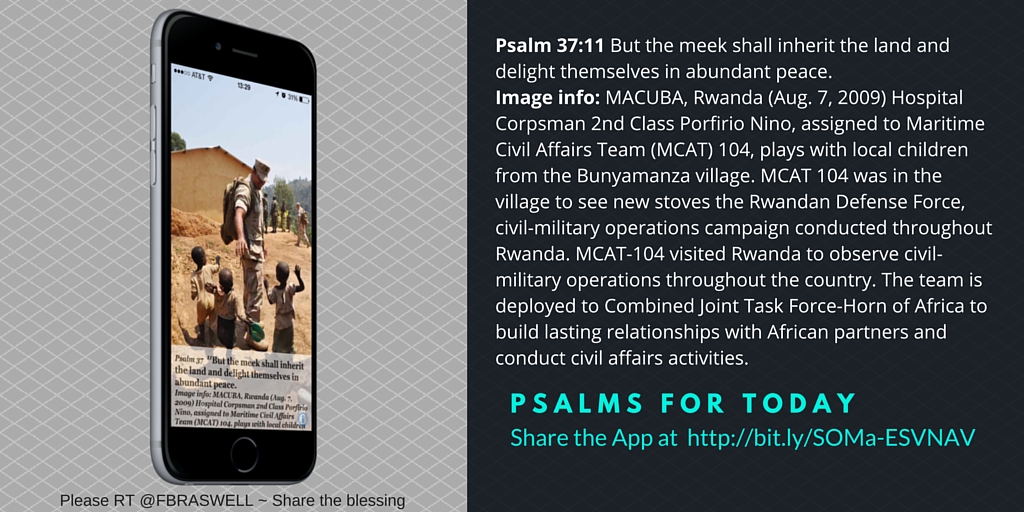 AT&T
13:29
31%
Psalm 37 11But the meek shall inherit
the land and delight themselves in
abundant peace.
Image info: MACUBA, Rwanda (Aug. 7,
2009) Hospital Corpsman 2nd Class Porfirio
Nino, assigned to Maritime Civil Affairs
Team (MCAT) 104, plays with local children
Please RT @FBRASWELL ~ Share the blessing
Psalm 37:11 But the meek shall inherit the land and
delight themselves in abundant peace.
Image info: MACUBA, Rwanda (Aug. 7, 2009) Hospital
Corpsman 2nd Class Porfirio Nino, assigned to Maritime
Civil Affairs Team (MCAT) 104, plays with local children
from the Bunyamanza village. MCAT 104 was in the
village to see new stoves the Rwandan Defense Force,
civil-military operations campaign conducted throughout
Rwanda. MCAT-104 visited Rwanda to observe civil-
military operations throughout the country. The team is
deployed to Combined Joint Task Force-Horn of Africa to
build lasting relationships with African partners and
conduct civil affairs activities.
PSALMS FOR TODAY
Share the App at http://bit.ly/SOMa-ESVNAV